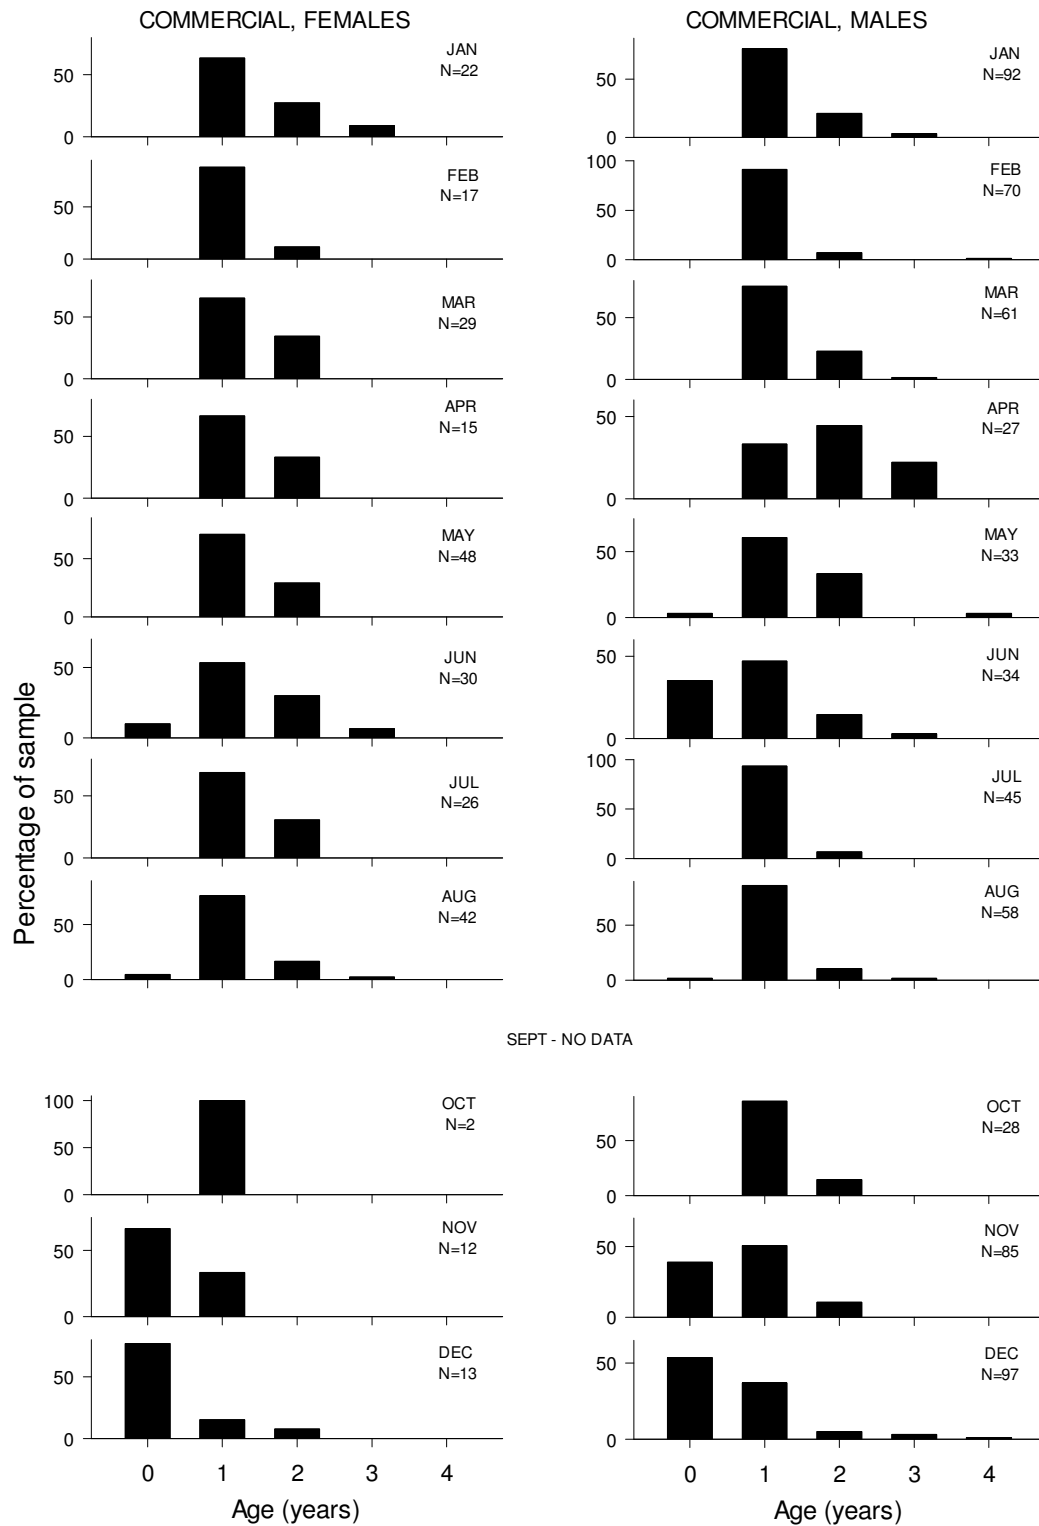 COMMERCIAL, FEMALES
JAN
N=22
50
0
FEB
N=17
50
0
MAR
N=29
50
0
APR
N=15
50
0
MAY
N=48
50
0
JUN
N=30
50
0
JUL
N=26
50
0
AUG
N=42
50
0
COMMERCIAL, MALES
JAN
N=92
50
0
FEB
N=70
100
50
0
MAR
N=61
50
0
APR
N=27
50
0
MAY
N=33
50
0
JUN
N=34
50
0
JUL
N=45
100
50
0
AUG
N=58
50
0
Percentage of sample
SEPT - NO DATA
OCT
N=2
100
50
0
NOV
N=12
50
0
DEC
N=13
50
0
0 1 2 3 4
Age (years)
OCT
N=28
50
0
NOV
N=85
50
0
DEC
N=97
50
0
0 1 2 3 4
Age (years)